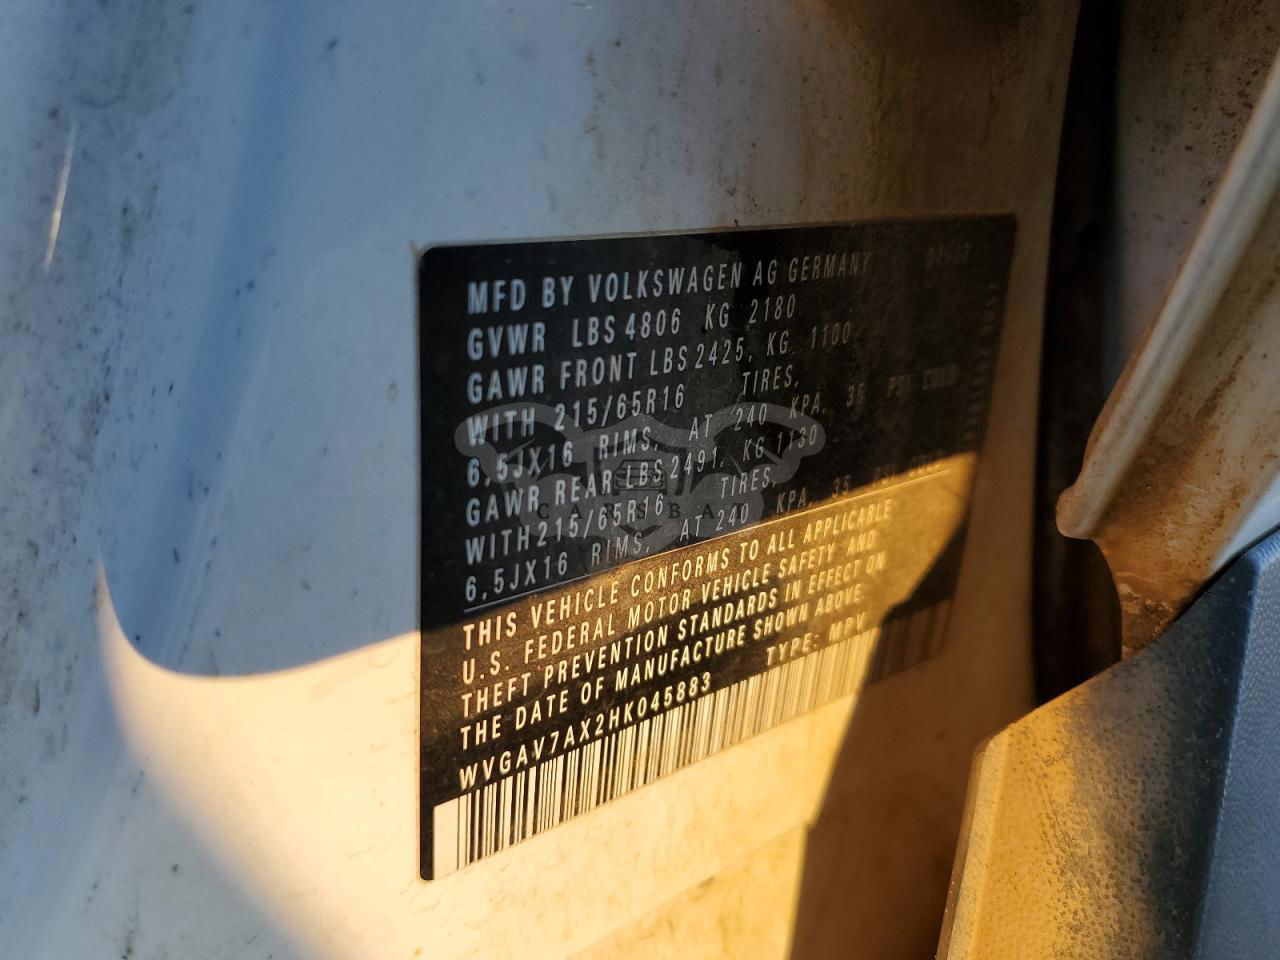 MFD BY VOLKSWAGEN AG GERMANY
GVWR LBS 4806 KG 2180
GAWR FRONT LBS 2425, KG 1100
WITH 215/65R16 TIRES,
6,5JX16 RIMS, AT 240 KPA, 35 PSI COLD
GAWR REAR LBS 2491, KG 1130
WITH 215/65R16 TIRES,
6,5JX16 RIMS, AT 240 KPA, 35 PSI COLD
THIS VEHICLE CONFORMS TO ALL APPLICABLE
U.S. FEDERAL MOTOR VEHICLE SAFETY AND
THEFT PREVENTION STANDARDS IN EFFECT ON
THE DATE OF MANUFACTURE SHOWN ABOVE.
WVGAV7AX2HK045883 TYPE: MPV